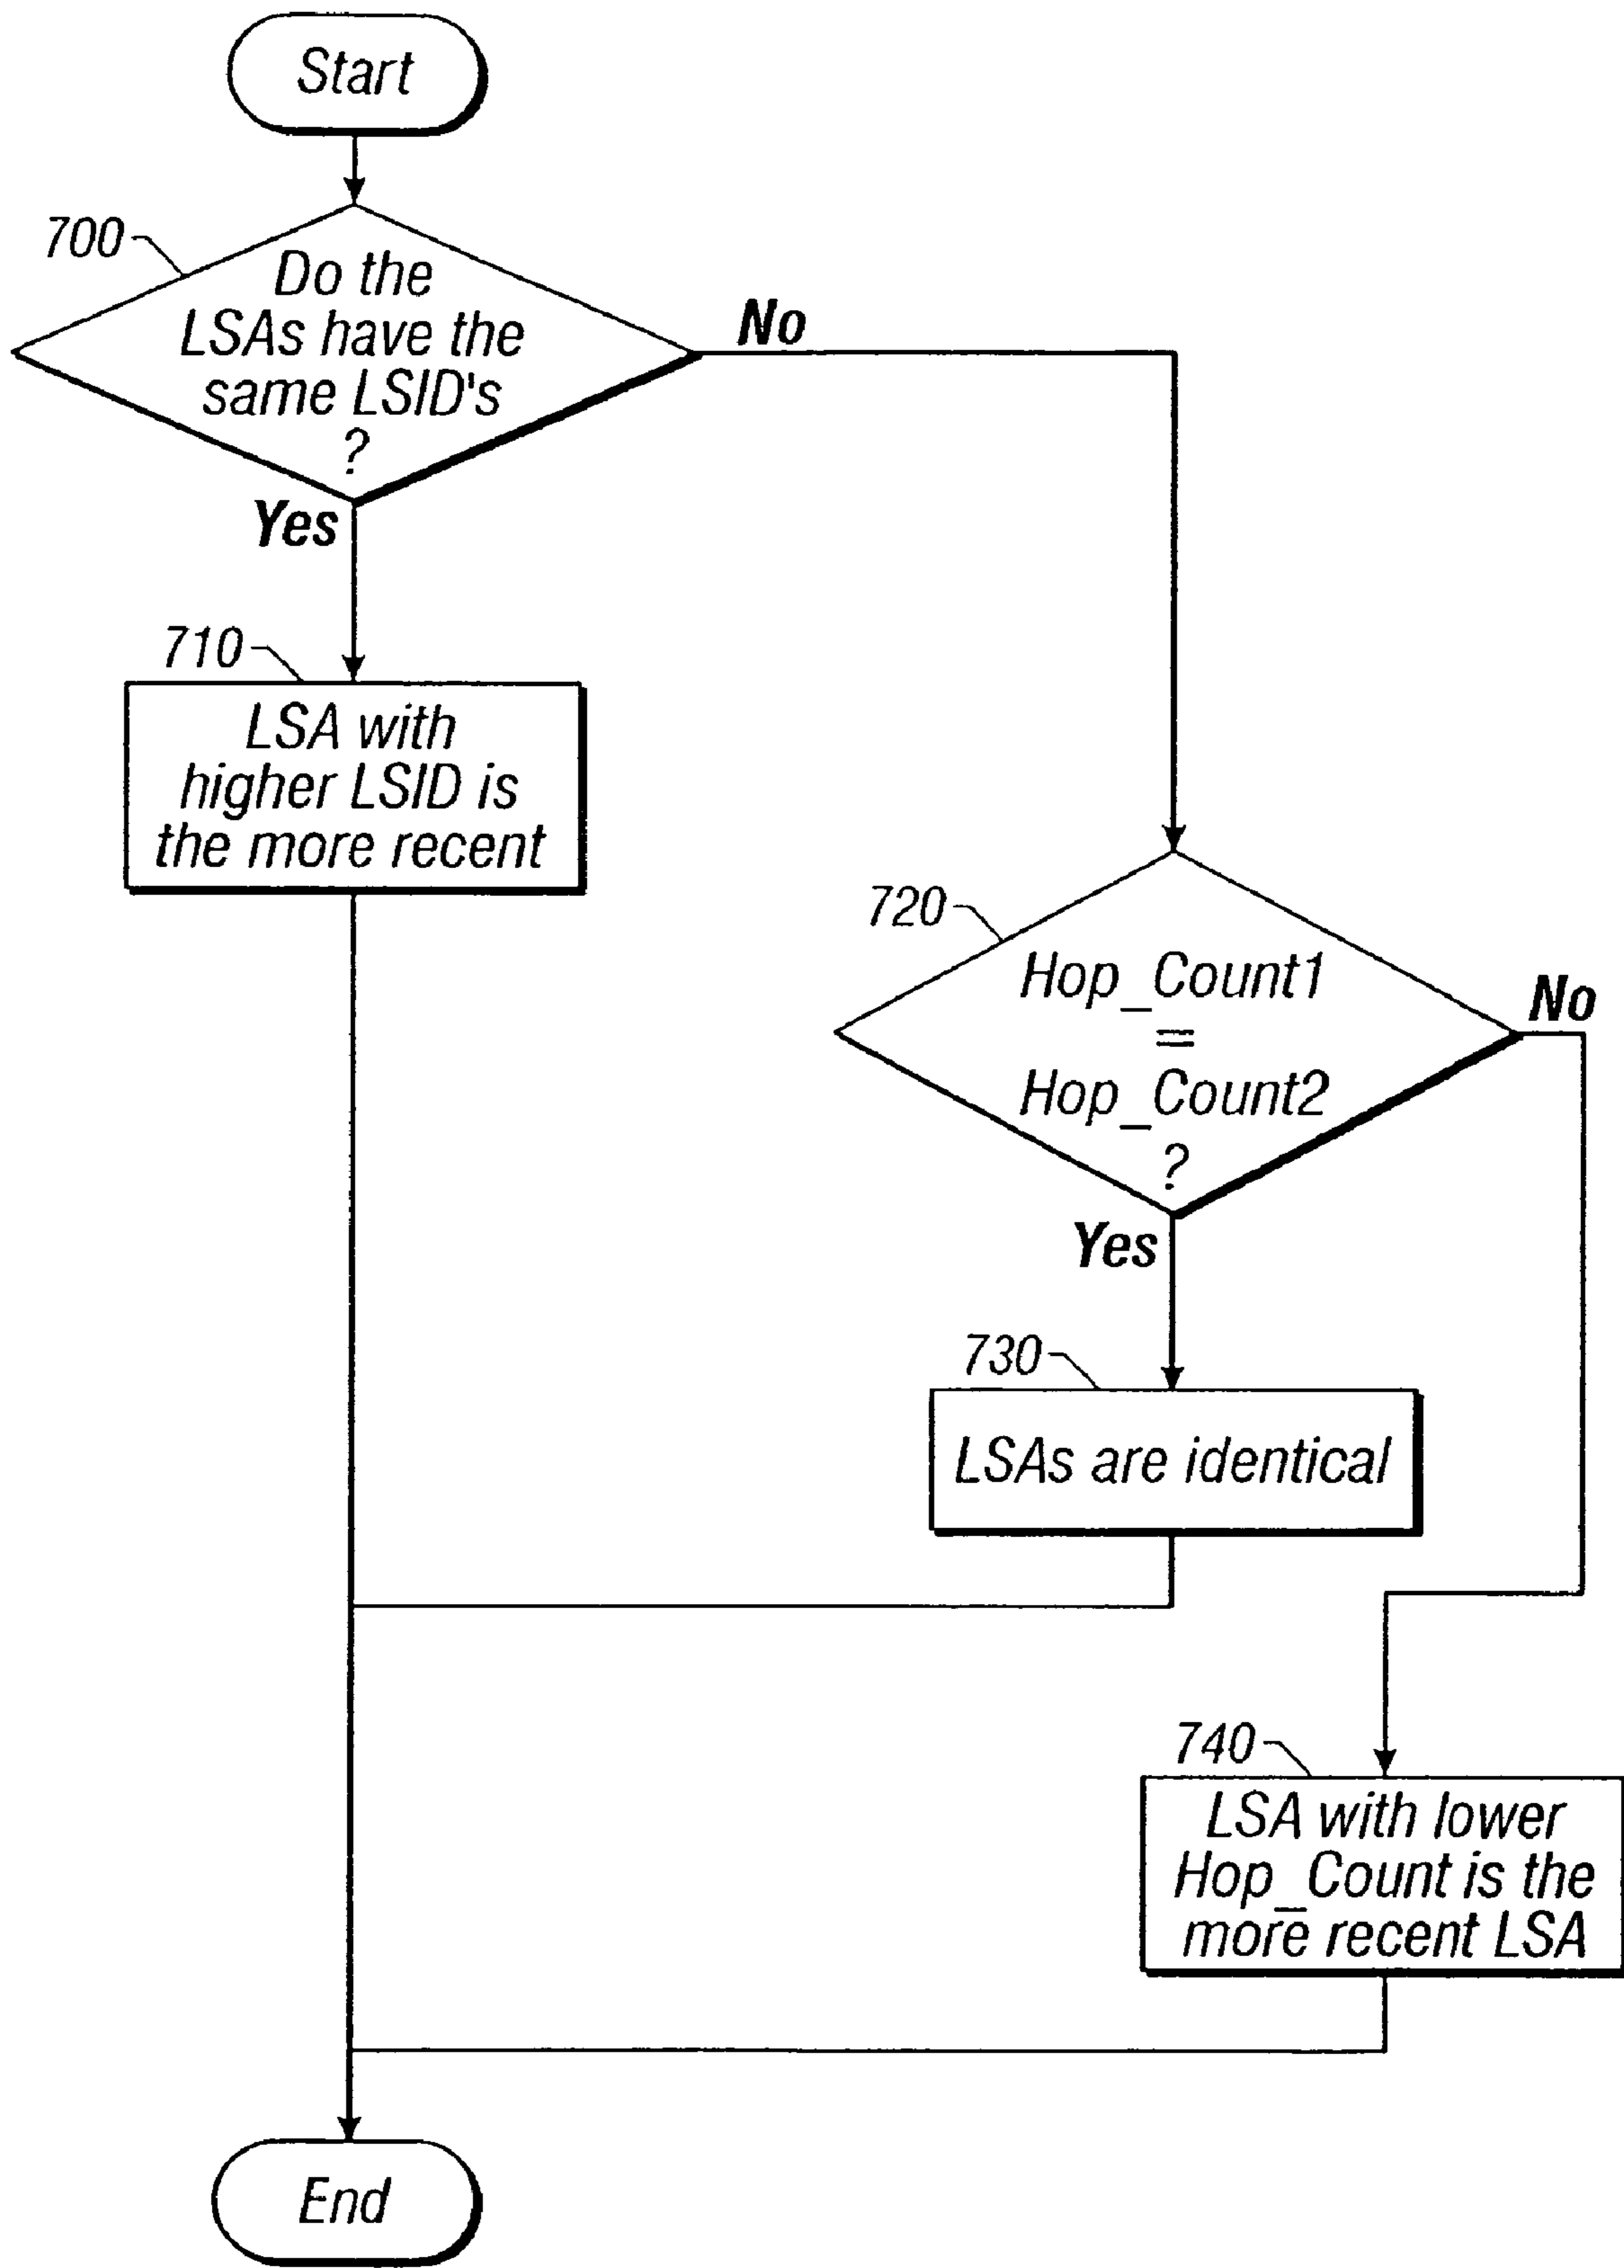 Start
700
Do the
LSAs have the
same LSID's
?
No
Yes
710
LSA with
higher LSID is
the more recent
720
Hop_Count1
=
Hop_Count2
?
No
Yes
730
LSAs are identical
740
LSA with lower
Hop_Count is the
more recent LSA
End